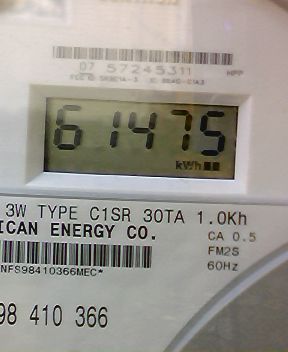 07 57245311 MPP
61475
kWh
3W TYPE C1SR 30TA 1.0Kh
ICAN ENERGY CO.
CA 0.5
FM2S
NFS98410366MEC*
60Hz
98 410 366